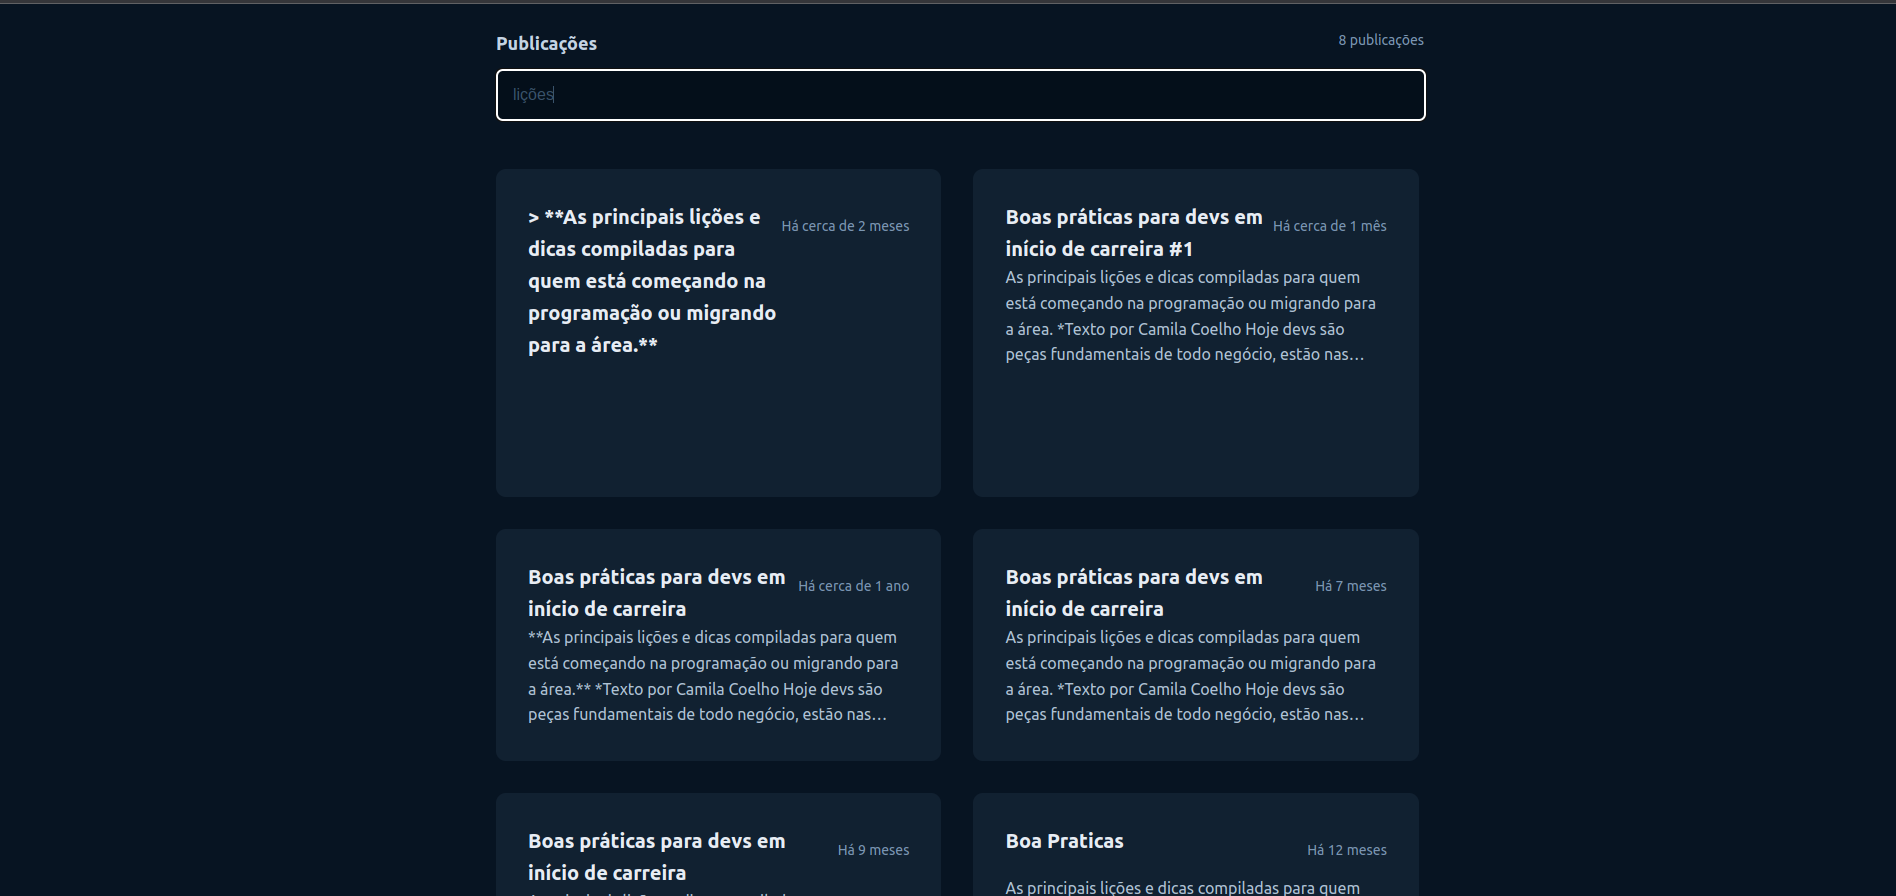 Publicações
8 publicações
lições
> **As principais lições e
dicas compiladas para
quem está começando na
programação ou migrando
para a área.**
Há cerca de 2 meses
Boas práticas para devs em
início de carreira #1
Há cerca de 1 mês
As principais lições e dicas compiladas para quem
está começando na programação ou migrando para
a área. *Texto por Camila Coelho Hoje devs são
peças fundamentais de todo negócio, estão nas…
Boas práticas para devs em
início de carreira
Há cerca de 1 ano
**As principais lições e dicas compiladas para quem
está começando na programação ou migrando para
a área.** *Texto por Camila Coelho Hoje devs são
peças fundamentais de todo negócio, estão nas…
Boas práticas para devs em
início de carreira
Há 7 meses
As principais lições e dicas compiladas para quem
está começando na programação ou migrando para
a área. *Texto por Camila Coelho Hoje devs são
peças fundamentais de todo negócio, estão nas…
Boas práticas para devs em
início de carreira
Há 9 meses
Boa Praticas
Há 12 meses
As principais lições e dicas compiladas para quem